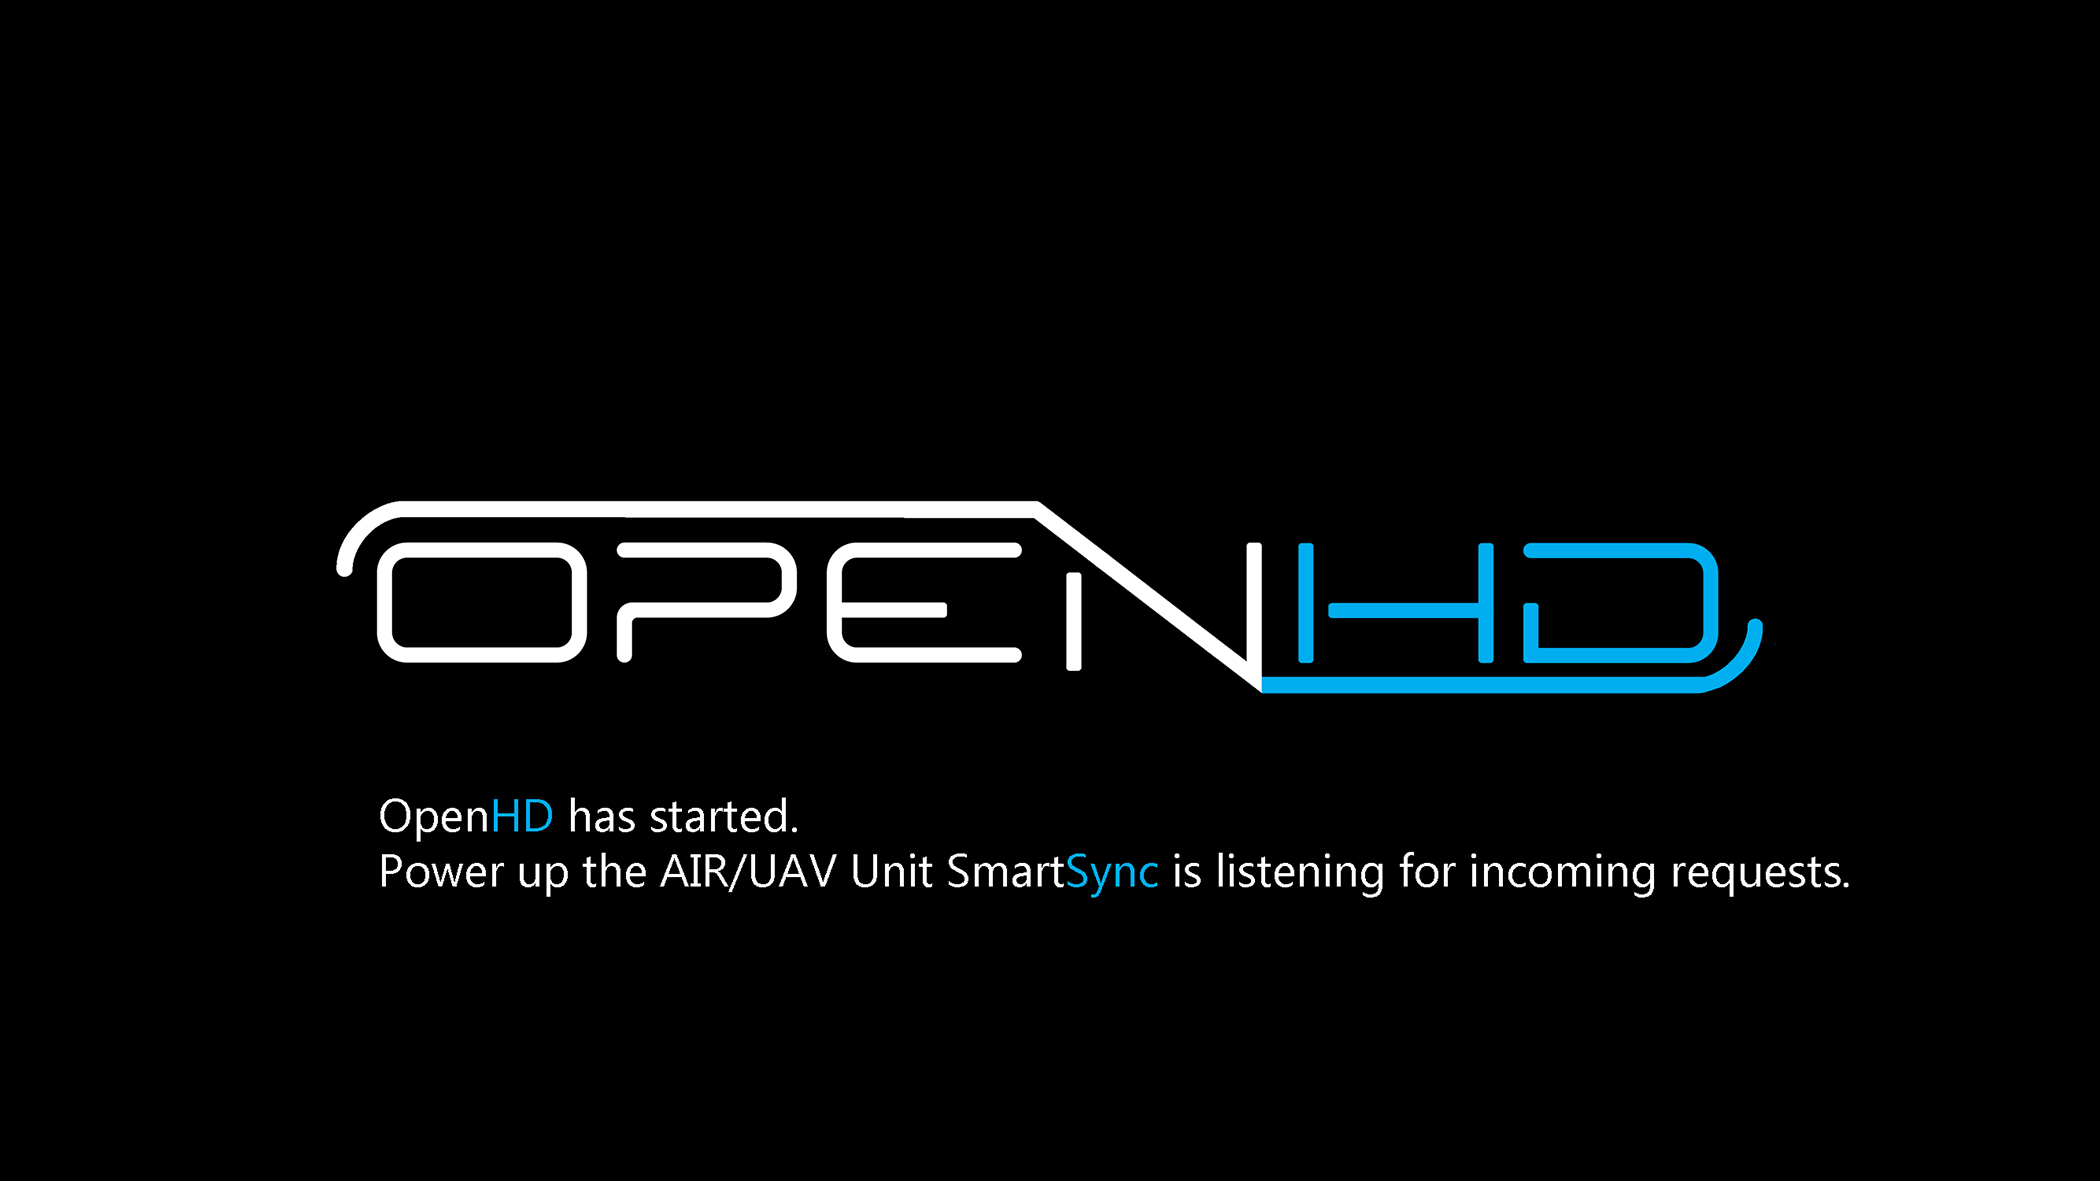 OPENHD
OpenHD has started.
Power up the AIR/UAV Unit SmartSync is listening for incoming requests.